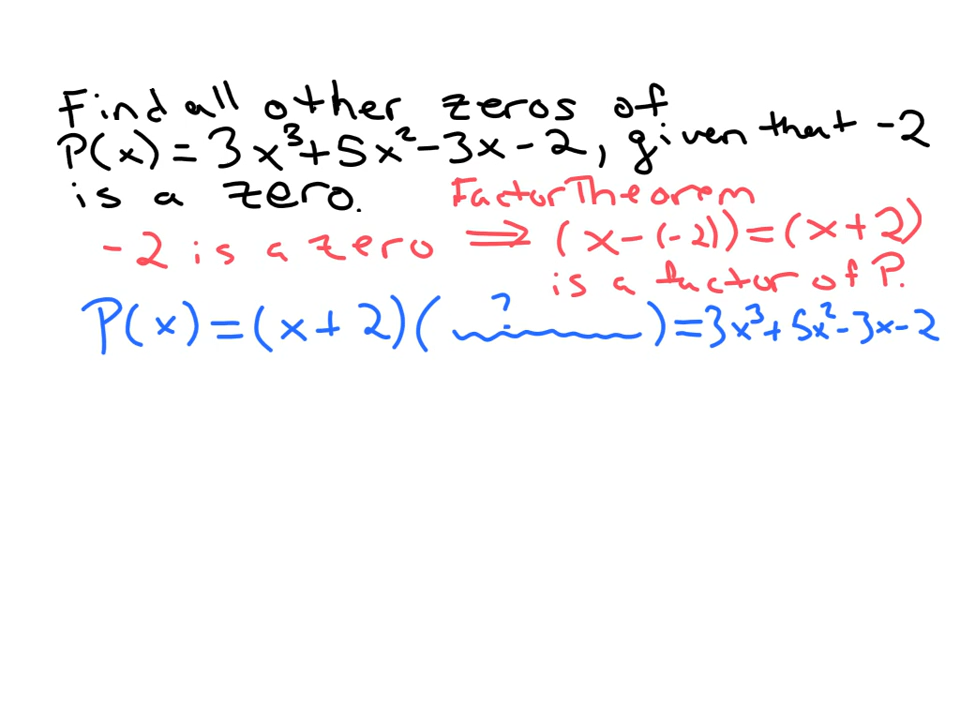 Find all other zeros of
P(x) = 3x³+5x²-3x-2, given that -2
is a zero. Factor Theorem
-2 is a zero ⟹ (x-(-2))=(x+2)
is a factor of P.
P(x) = (x+2)( ? ) = 3x³+5x²-3x-2